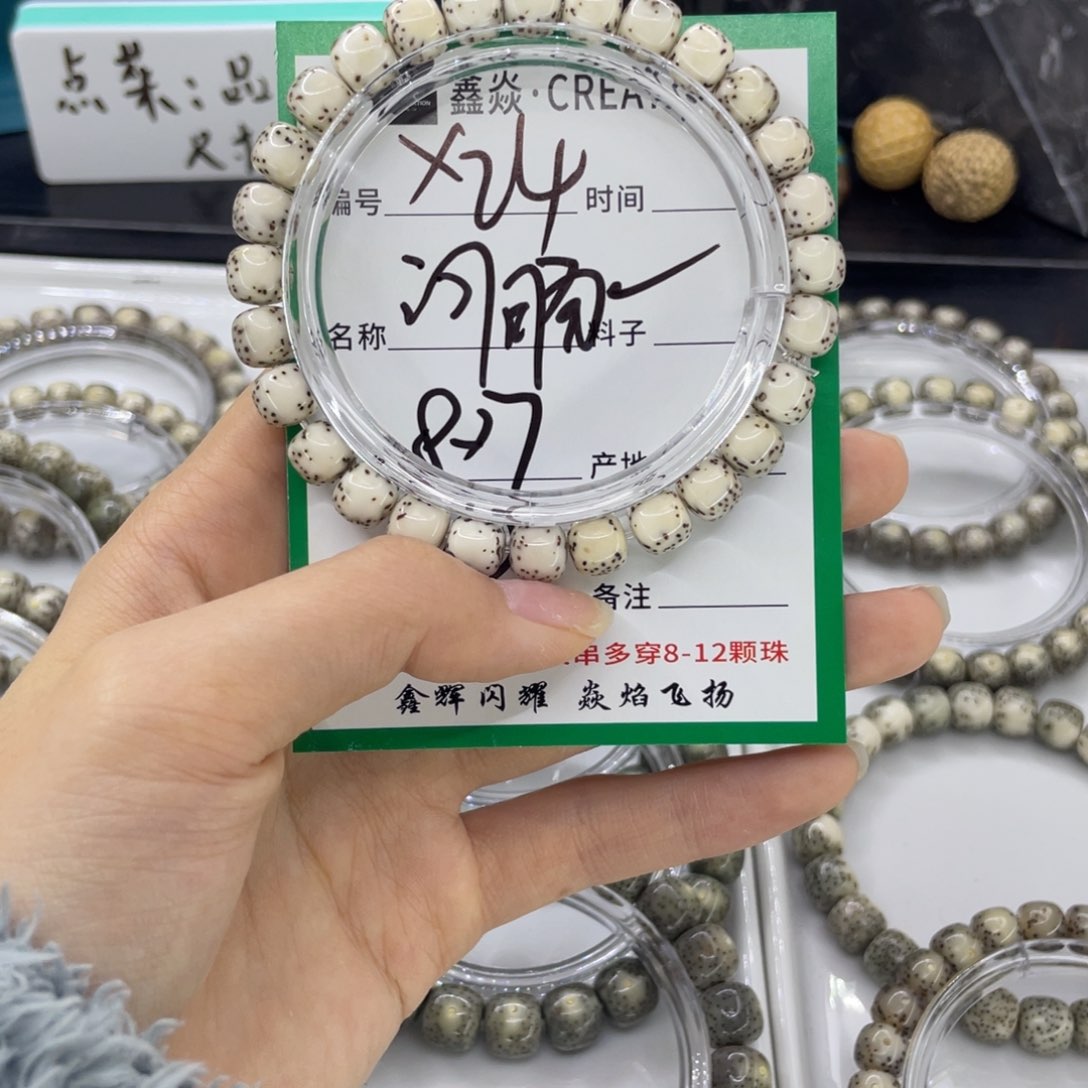 点菜:品
尺
鑫焱·CREA
编号 X24 时间
名称 闪 料子
8x7 产地
备注
串多穿8-12颗珠
鑫辉闪耀 焱焰飞扬